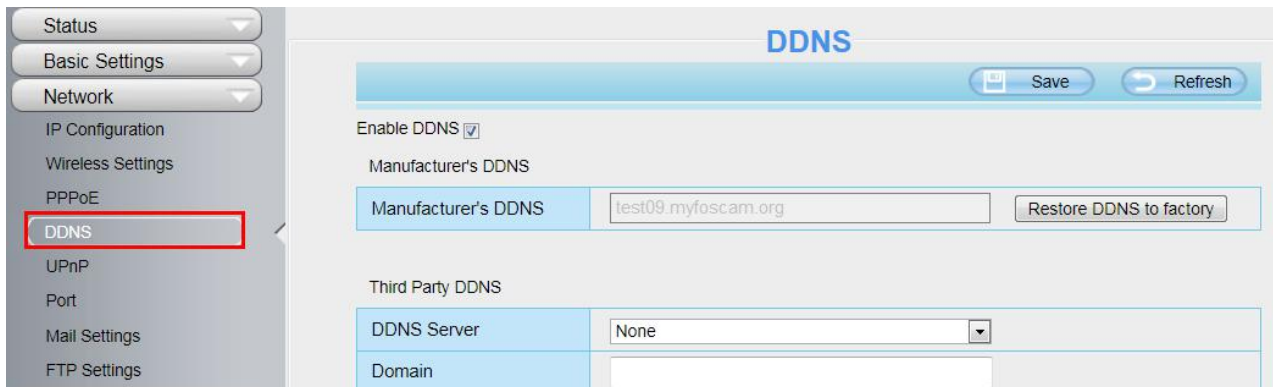 Status
Basic Settings
Network
IP Configuration
Wireless Settings
PPPoE
DDNS
UPnP
Port
Mail Settings
FTP Settings
DDNS
Save Refresh
Enable DDNS
Manufacturer's DDNS
Manufacturer's DDNS test09.myfoscam.org Restore DDNS to factory
Third Party DDNS
DDNS Server None
Domain